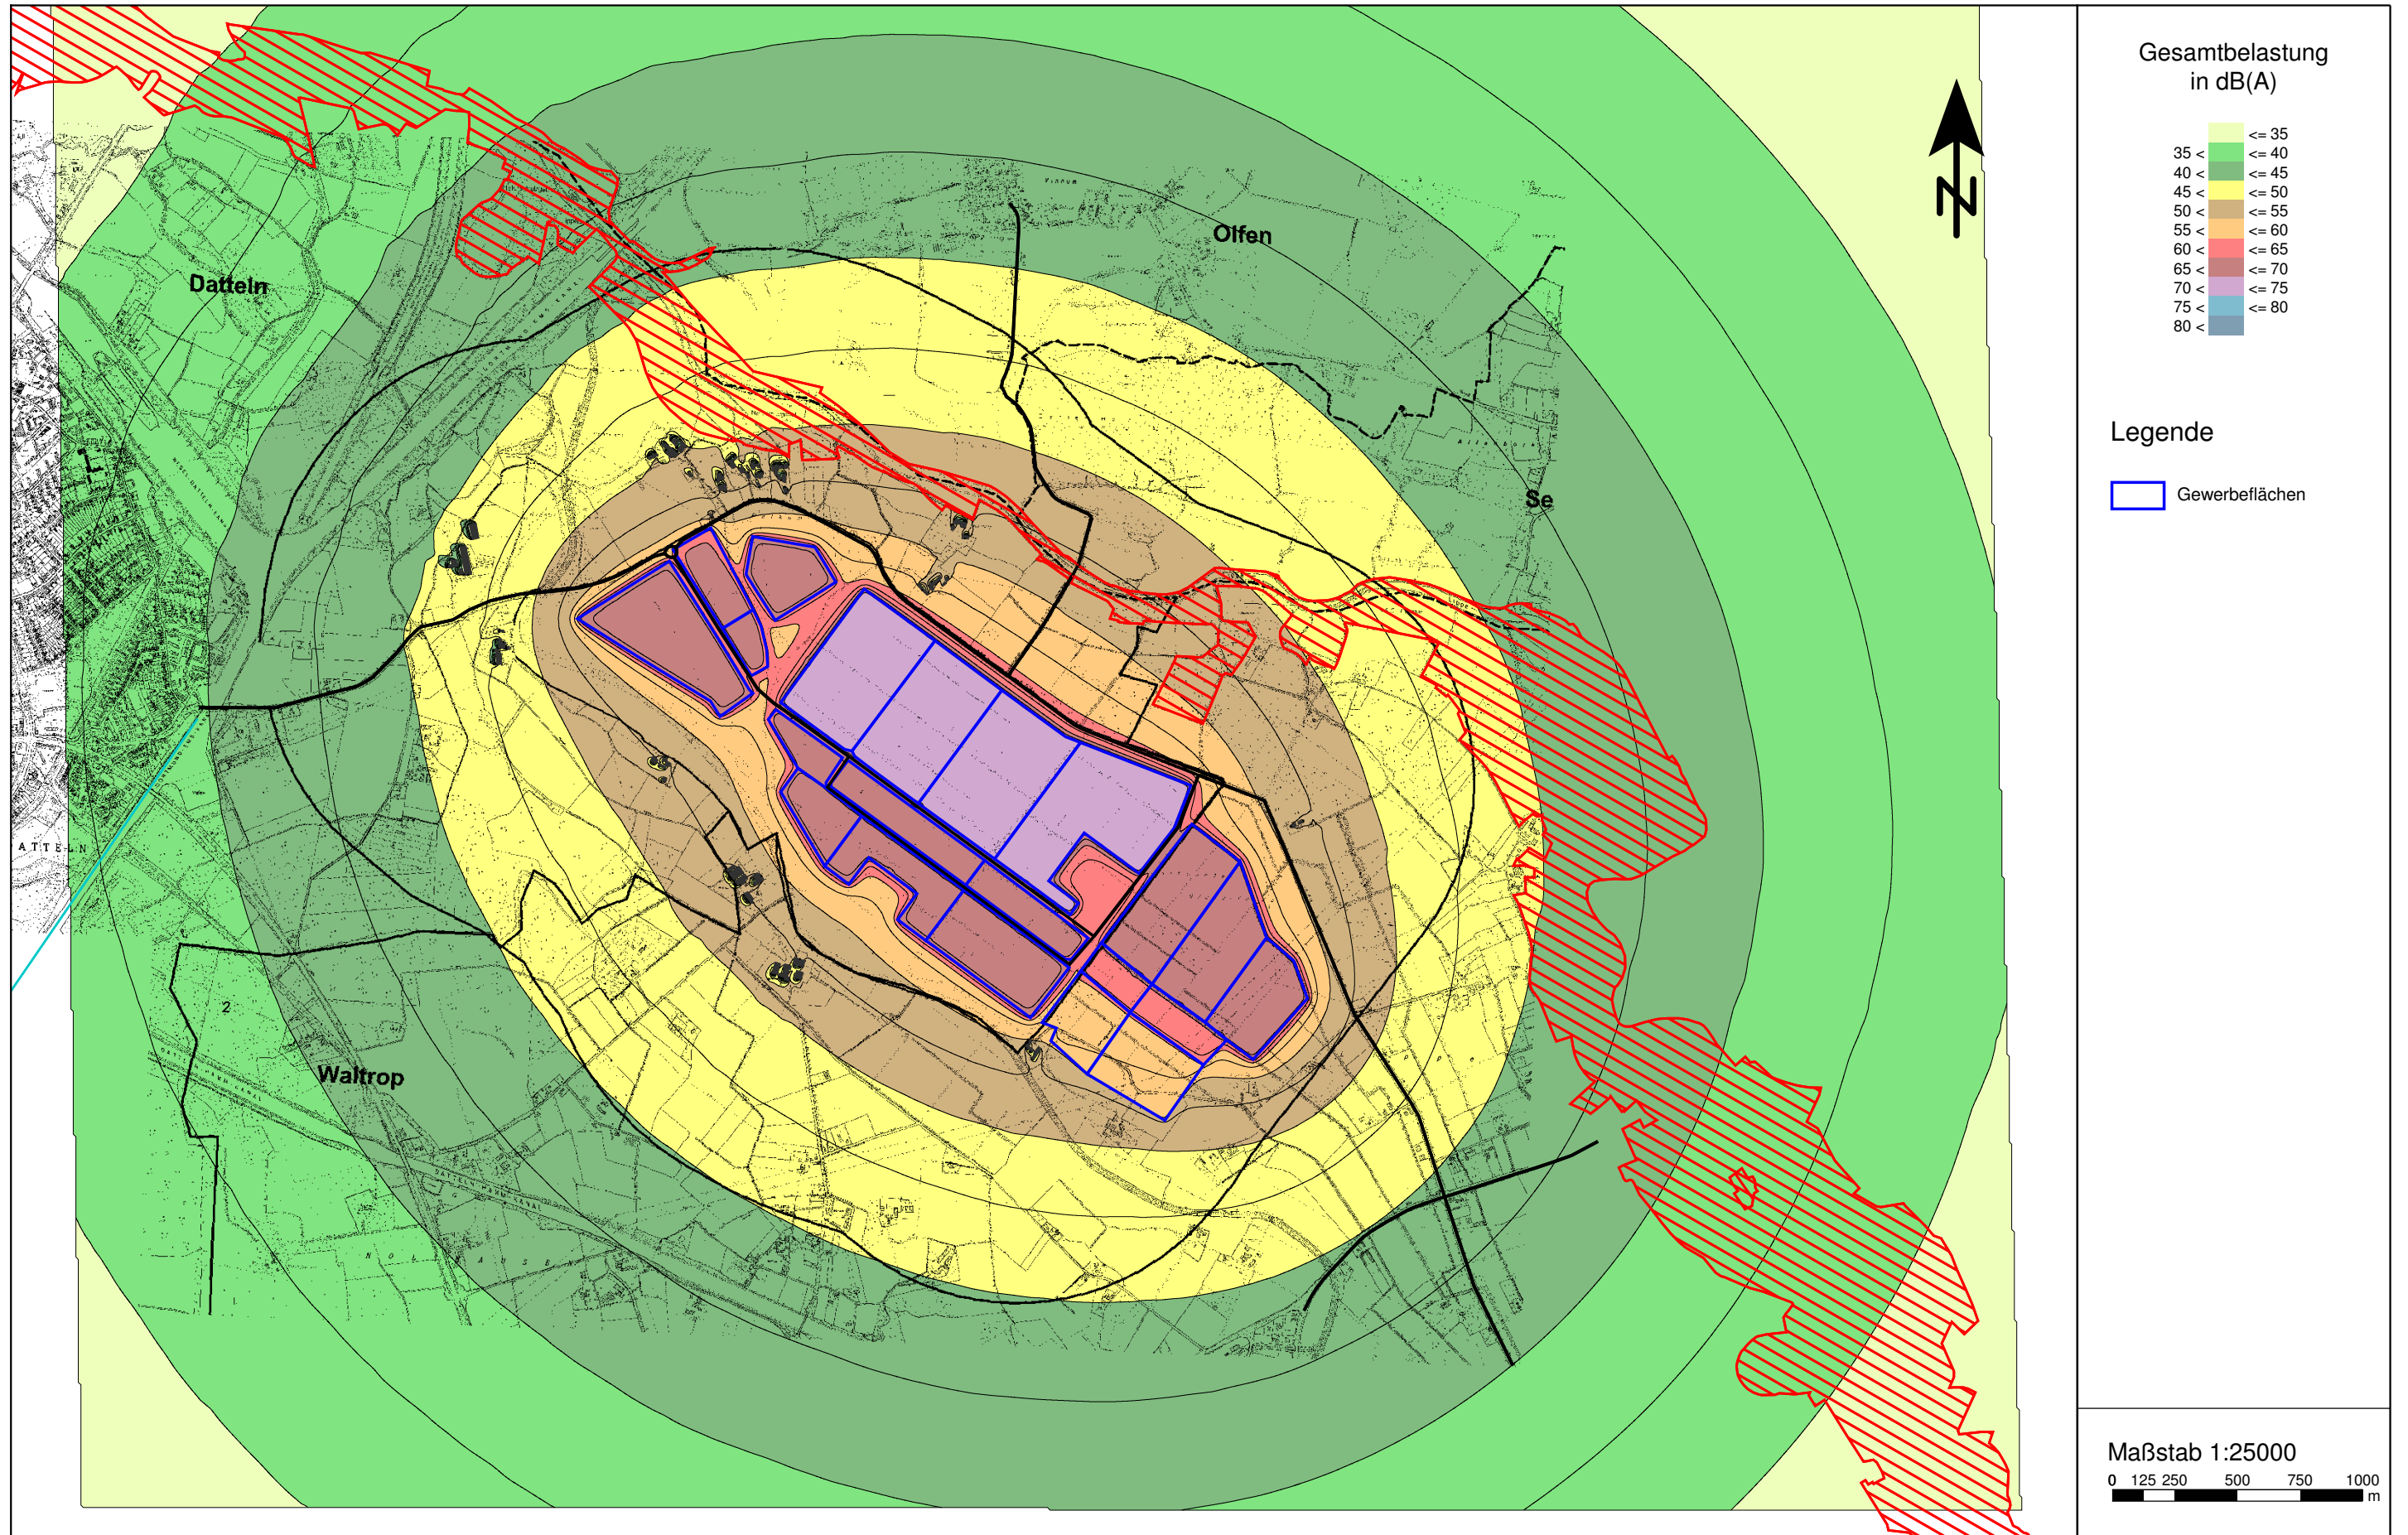 Gesamtbelastung
in dB(A)
<= 35
35 < <= 40
40 < <= 45
45 < <= 50
50 < <= 55
55 < <= 60
60 < <= 65
65 < <= 70
70 < <= 75
75 < <= 80
80 <
Legende
Gewerbeflächen
Maßstab 1:25000
0 125 250 500 750 1000
m
N
Olfen
Datteln
Se
Waltrop
2
ATTELN
Vinnum
Lippe